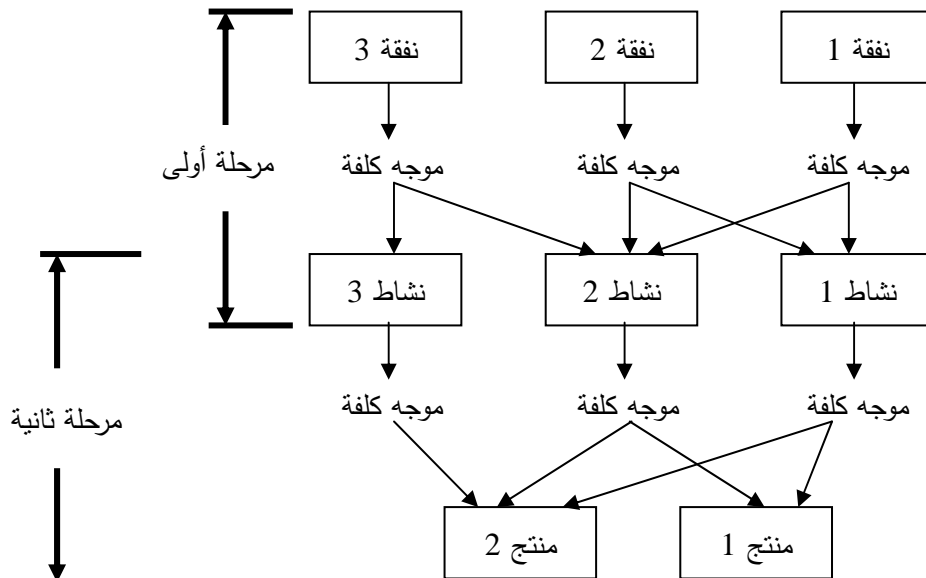 نفقة 1
نفقة 2
نفقة 3
موجه كلفة
موجه كلفة
موجه كلفة
مرحلة أولى
نشاط 1
نشاط 2
نشاط 3
موجه كلفة
موجه كلفة
موجه كلفة
مرحلة ثانية
منتج 1
منتج 2